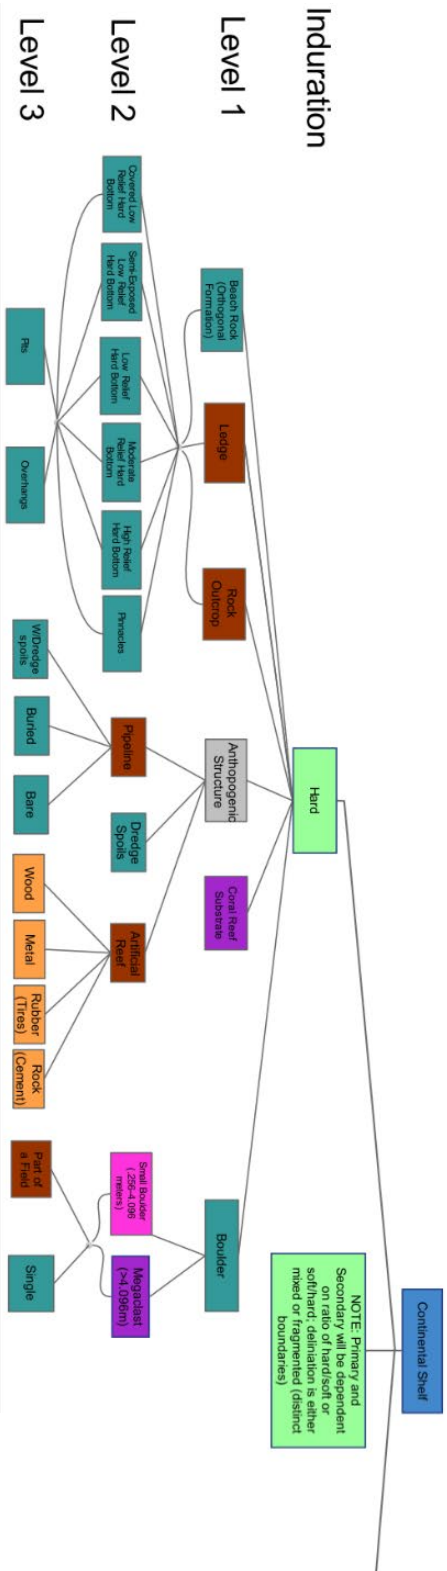 Continental Shelf
NOTE: Primary and
Secondary will be dependent
on ratio of hard/soft or
soft/hard; deliniation is either
mixed or fragmented (distinct
boundaries)
Induration
Hard
Level 1
Beach Rock
(Orthogonal
Formation)
Ledge
Rock
Outcrop
Anthopogenic
Structure
Coral Reef
Substrate
Boulder
Level 2
Covered Low
Relief Hard
Bottom
Semi-Exposed
Low Relief
Hard Bottom
Low Relief
Hard Bottom
Moderate
Relief Hard
Bottom
High Relief
Hard Bottom
Pinnacles
Pipeline
Dredge
Spoils
Artificial
Reef
Small Boulder
(.256-4.096
meters)
Megaclast
(>4.096m)
Level 3
Pits
Overhangs
W/Dredge
spoils
Buried
Bare
Wood
Metal
Rubber
(Tires)
Rock
(Cement)
Part of
a Field
Single